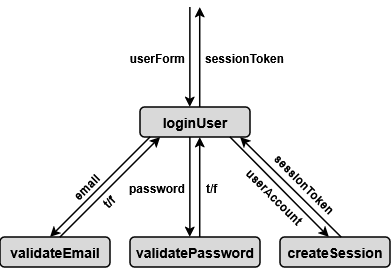 userForm
sessionToken
loginUser
email
t/f
password
t/f
sessionToken
userAccount
validateEmail
validatePassword
createSession